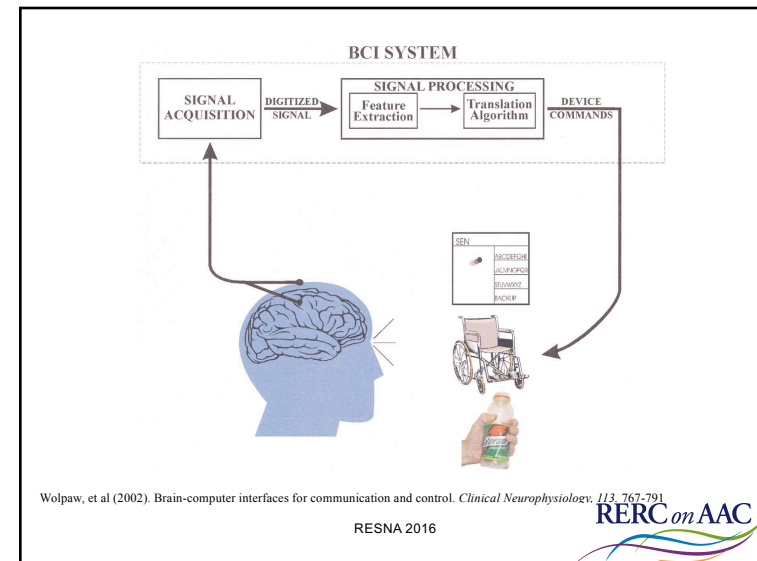 BCI SYSTEM
SIGNAL
ACQUISITION
DIGITIZED
SIGNAL
SIGNAL PROCESSING
Feature
Extraction
Translation
Algorithm
DEVICE
COMMANDS
SEN
ABCDEFGHI
JKLMNOPQR
STUVWXYZ
BACKUP
Wolpaw, et al (2002). Brain-computer interfaces for communication and control. Clinical Neurophysiology, 113, 767-791
RESNA 2016
RERC on AAC